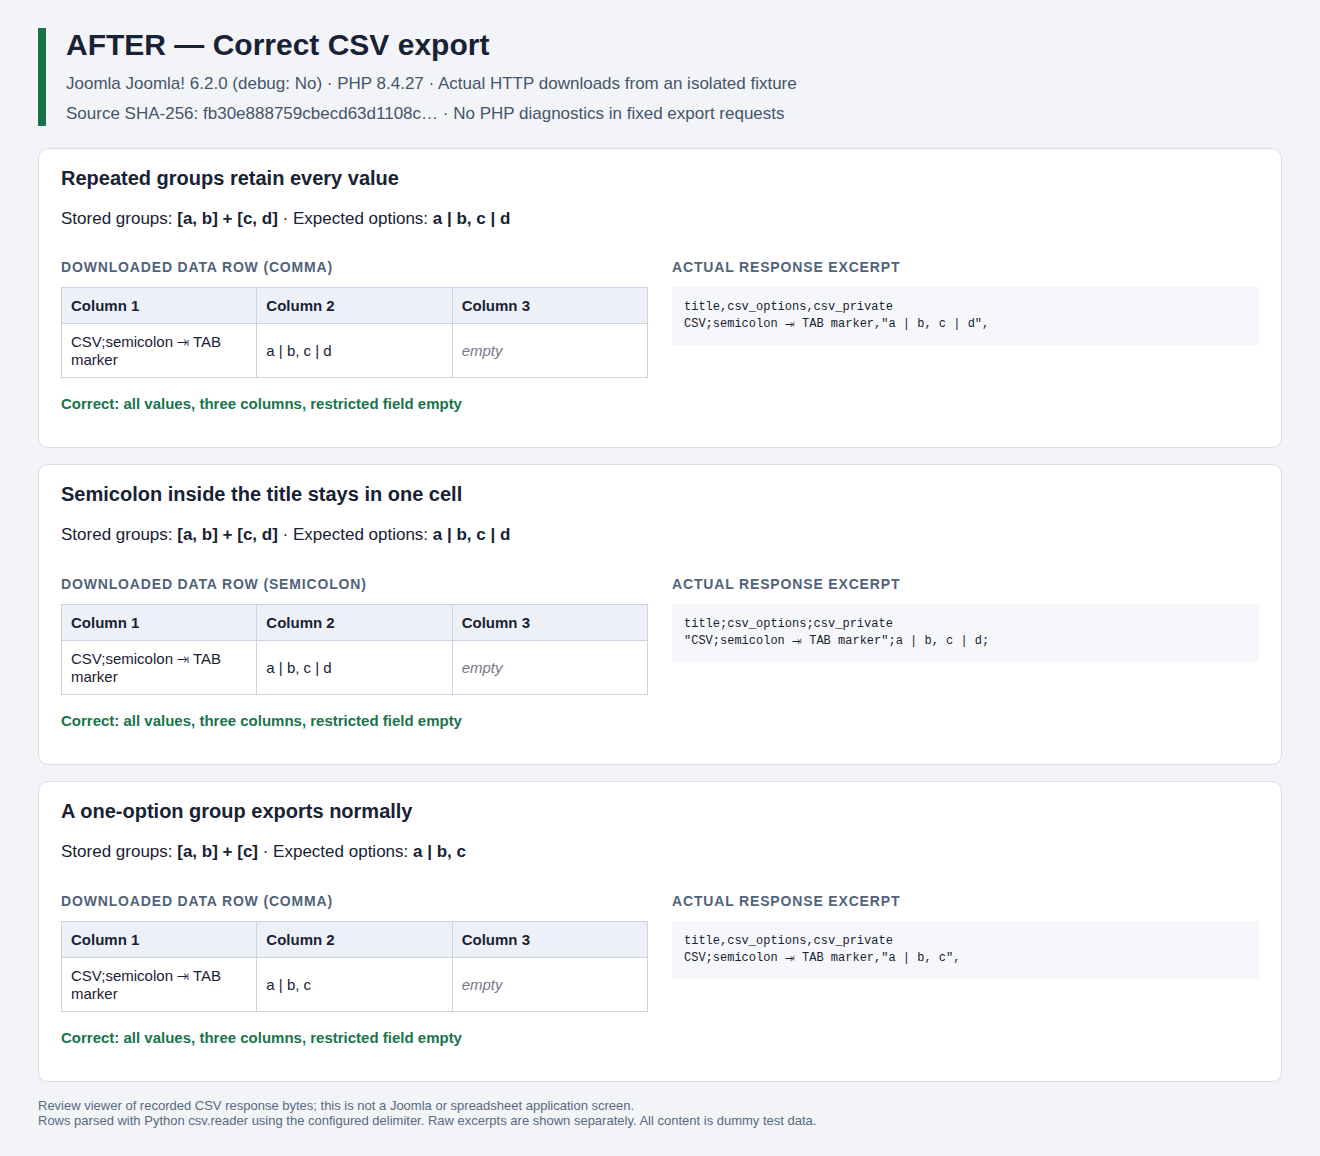 AFTER — Correct CSV export
Joomla Joomla! 6.2.0 (debug: No) · PHP 8.4.27 · Actual HTTP downloads from an isolated fixture
Source SHA-256: fb30e888759cbecd63d1108c… · No PHP diagnostics in fixed export requests
Repeated groups retain every value
Stored groups: [a, b] + [c, d] · Expected options: a | b, c | d
DOWNLOADED DATA ROW (COMMA)
ACTUAL RESPONSE EXCERPT
Column 1 Column 2 Column 3
CSV;semicolon ⇥ TAB
marker
a | b, c | d
empty
title,csv_options,csv_private
CSV;semicolon ⇥ TAB marker,"a | b, c | d",
Correct: all values, three columns, restricted field empty
Semicolon inside the title stays in one cell
Stored groups: [a, b] + [c, d] · Expected options: a | b, c | d
DOWNLOADED DATA ROW (SEMICOLON)
ACTUAL RESPONSE EXCERPT
Column 1 Column 2 Column 3
CSV;semicolon ⇥ TAB
marker
a | b, c | d
empty
title;csv_options;csv_private
"CSV;semicolon ⇥ TAB marker";a | b, c | d;
Correct: all values, three columns, restricted field empty
A one-option group exports normally
Stored groups: [a, b] + [c] · Expected options: a | b, c
DOWNLOADED DATA ROW (COMMA)
ACTUAL RESPONSE EXCERPT
Column 1 Column 2 Column 3
CSV;semicolon ⇥ TAB
marker
a | b, c
empty
title,csv_options,csv_private
CSV;semicolon ⇥ TAB marker,"a | b, c",
Correct: all values, three columns, restricted field empty
Review viewer of recorded CSV response bytes; this is not a Joomla or spreadsheet application screen.
Rows parsed with Python csv.reader using the configured delimiter. Raw excerpts are shown separately. All content is dummy test data.